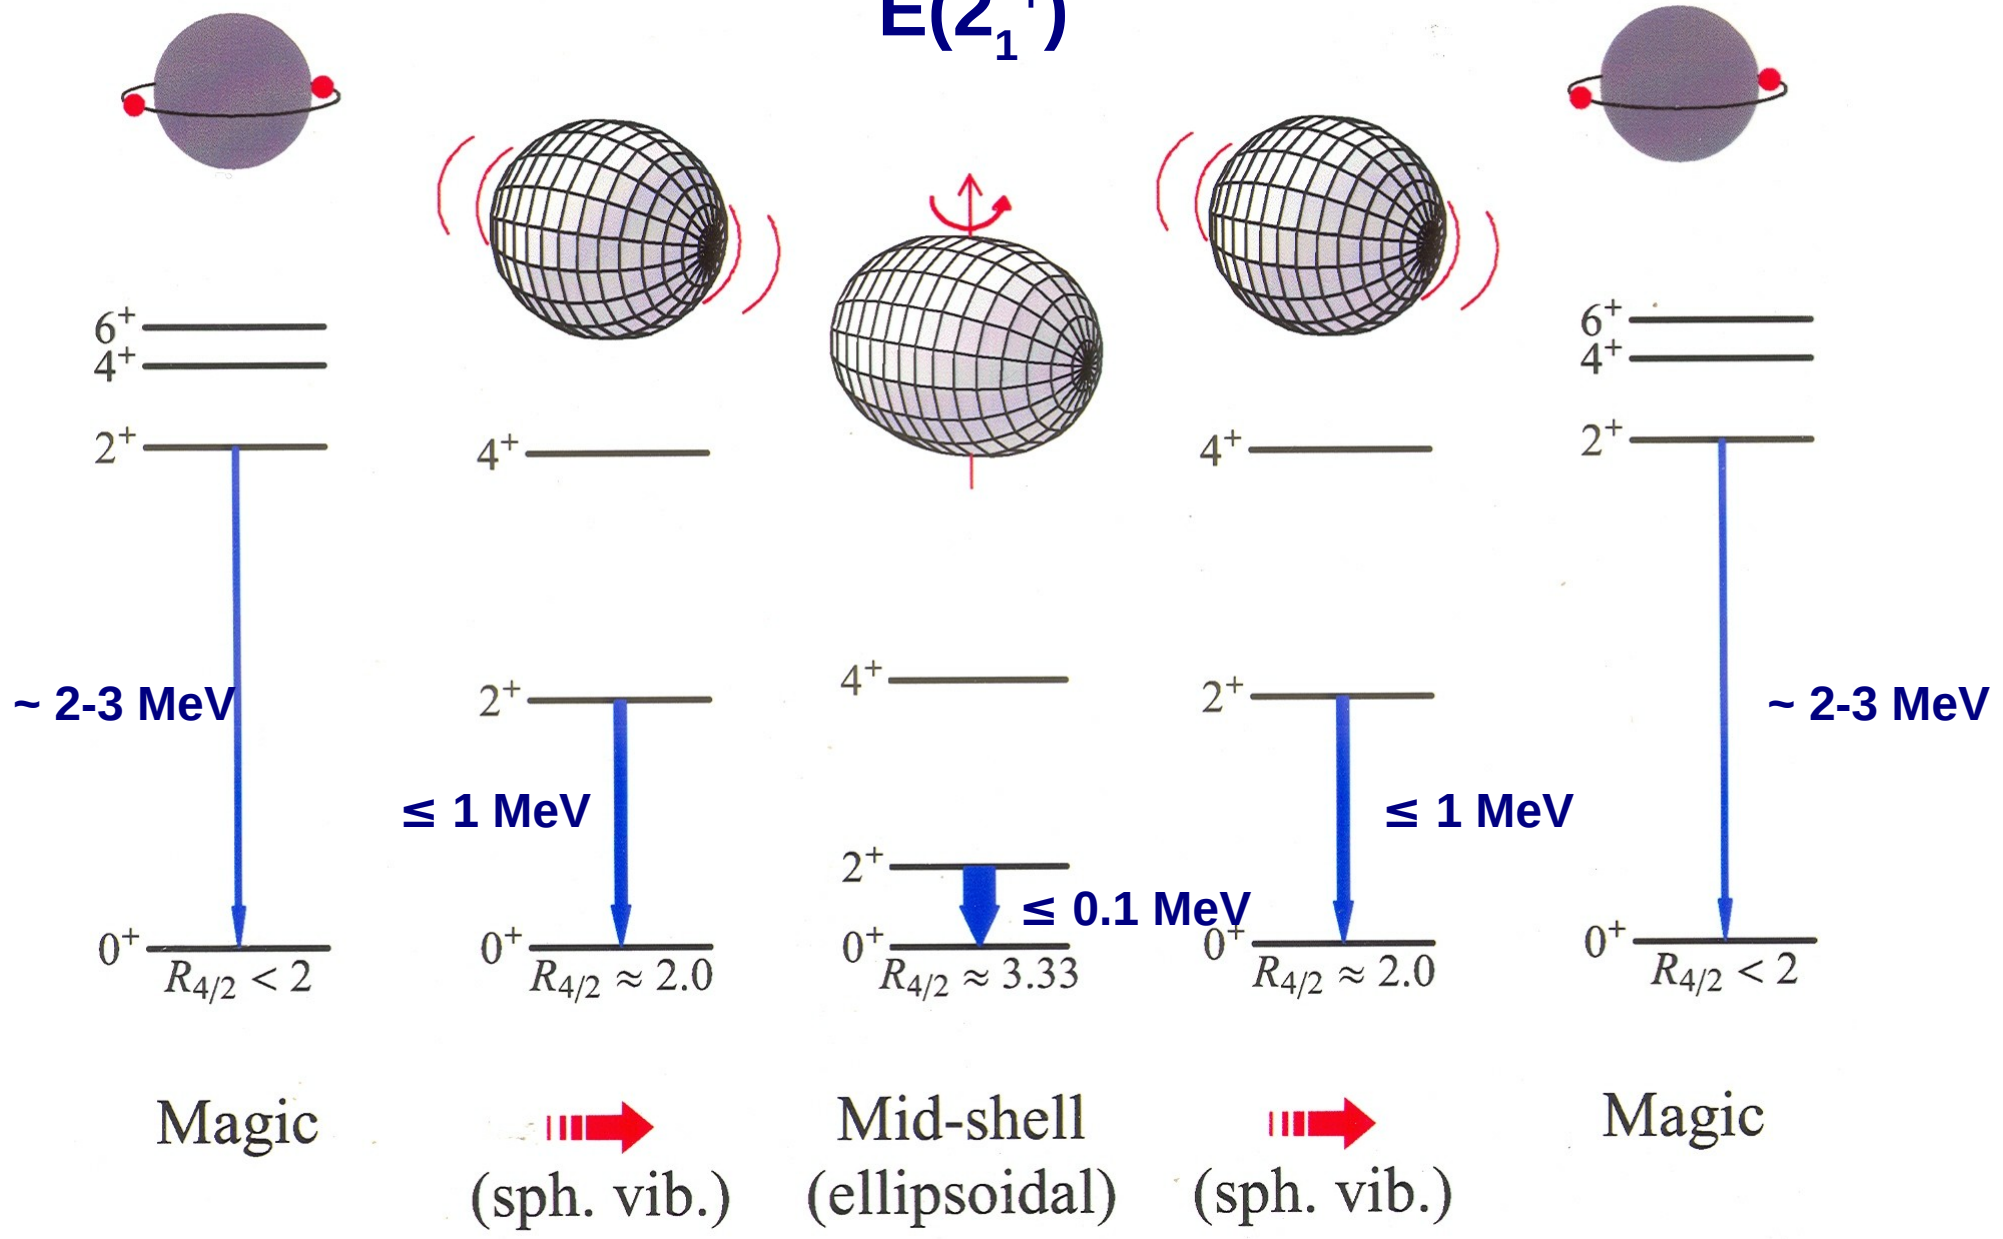 E(2₁⁺)
6⁺
4⁺
2⁺
~ 2-3 MeV
0⁺
R₄/₂ < 2
4⁺
2⁺
≤ 1 MeV
0⁺
R₄/₂ ≈ 2.0
4⁺
2⁺
≤ 0.1 MeV
0⁺
R₄/₂ ≈ 3.33
4⁺
2⁺
≤ 1 MeV
0⁺
R₄/₂ ≈ 2.0
6⁺
4⁺
2⁺
~ 2-3 MeV
0⁺
R₄/₂ < 2
Magic
(sph. vib.)
Mid-shell
(ellipsoidal)
(sph. vib.)
Magic